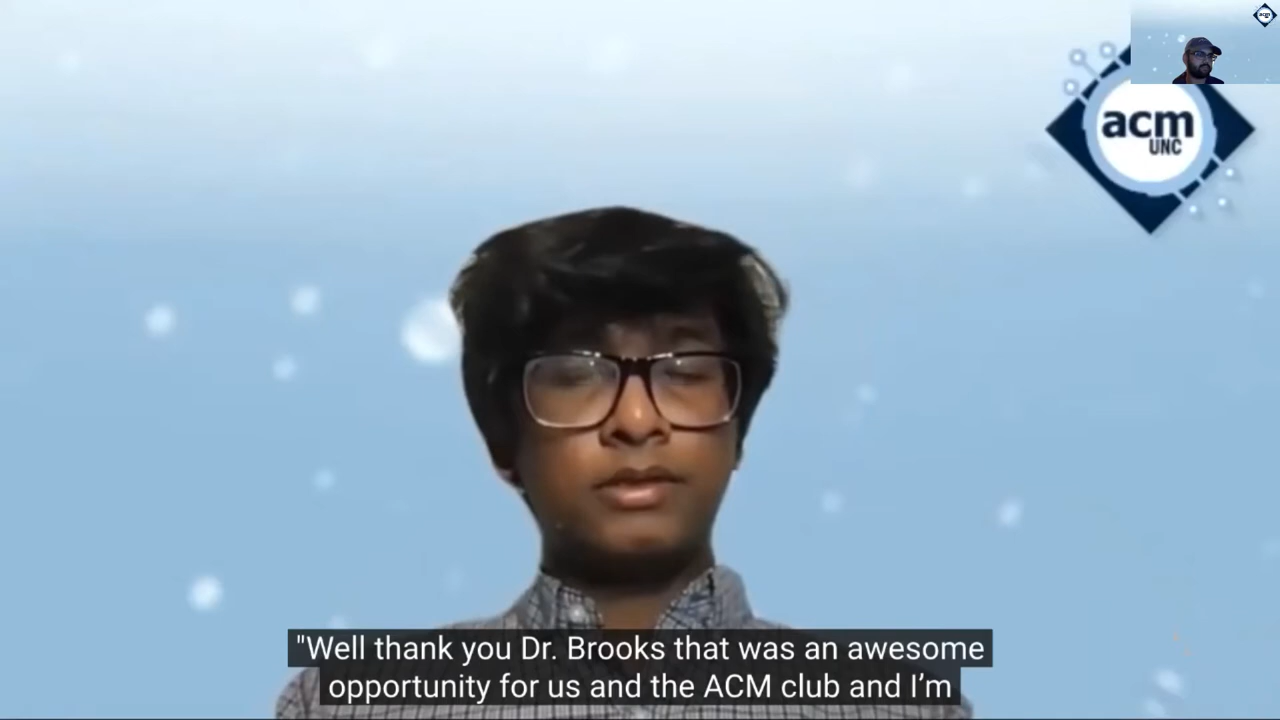 acm
acm
UNC
"Well thank you Dr. Brooks that was an awesome
opportunity for us and the ACM club and I’m